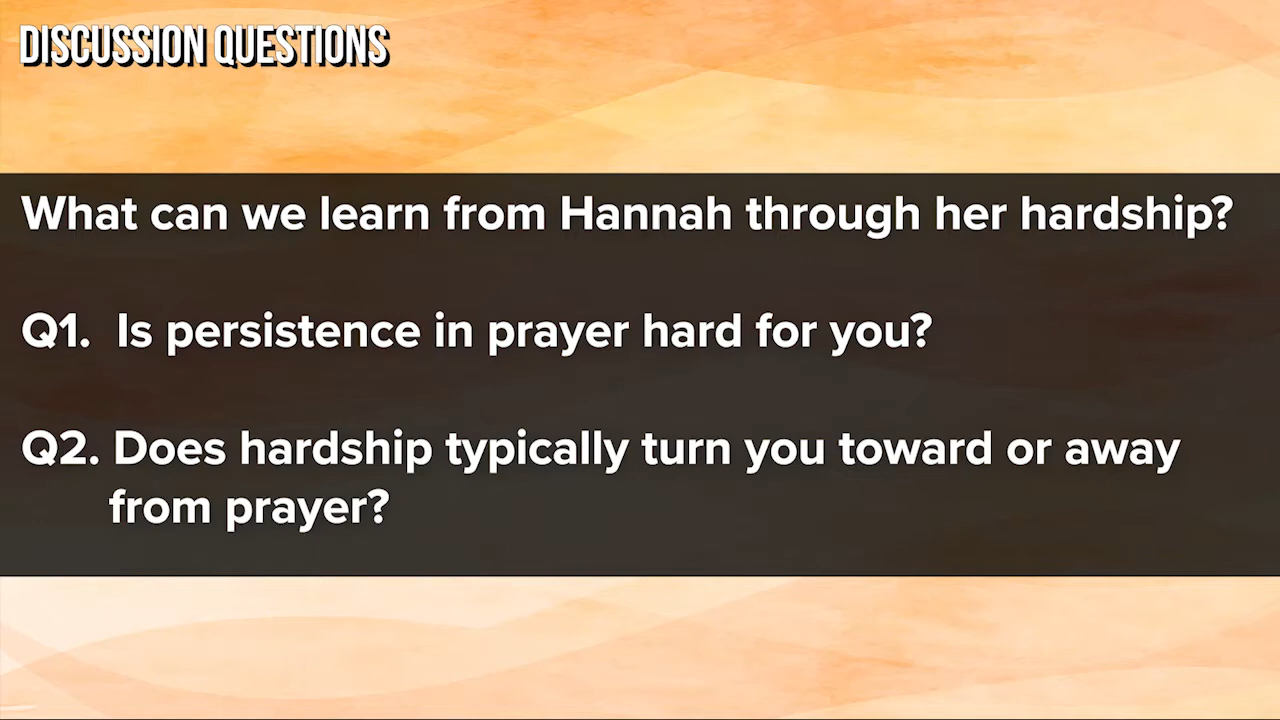 DISCUSSION QUESTIONS
What can we learn from Hannah through her hardship?
Q1. Is persistence in prayer hard for you?
Q2. Does hardship typically turn you toward or away
from prayer?